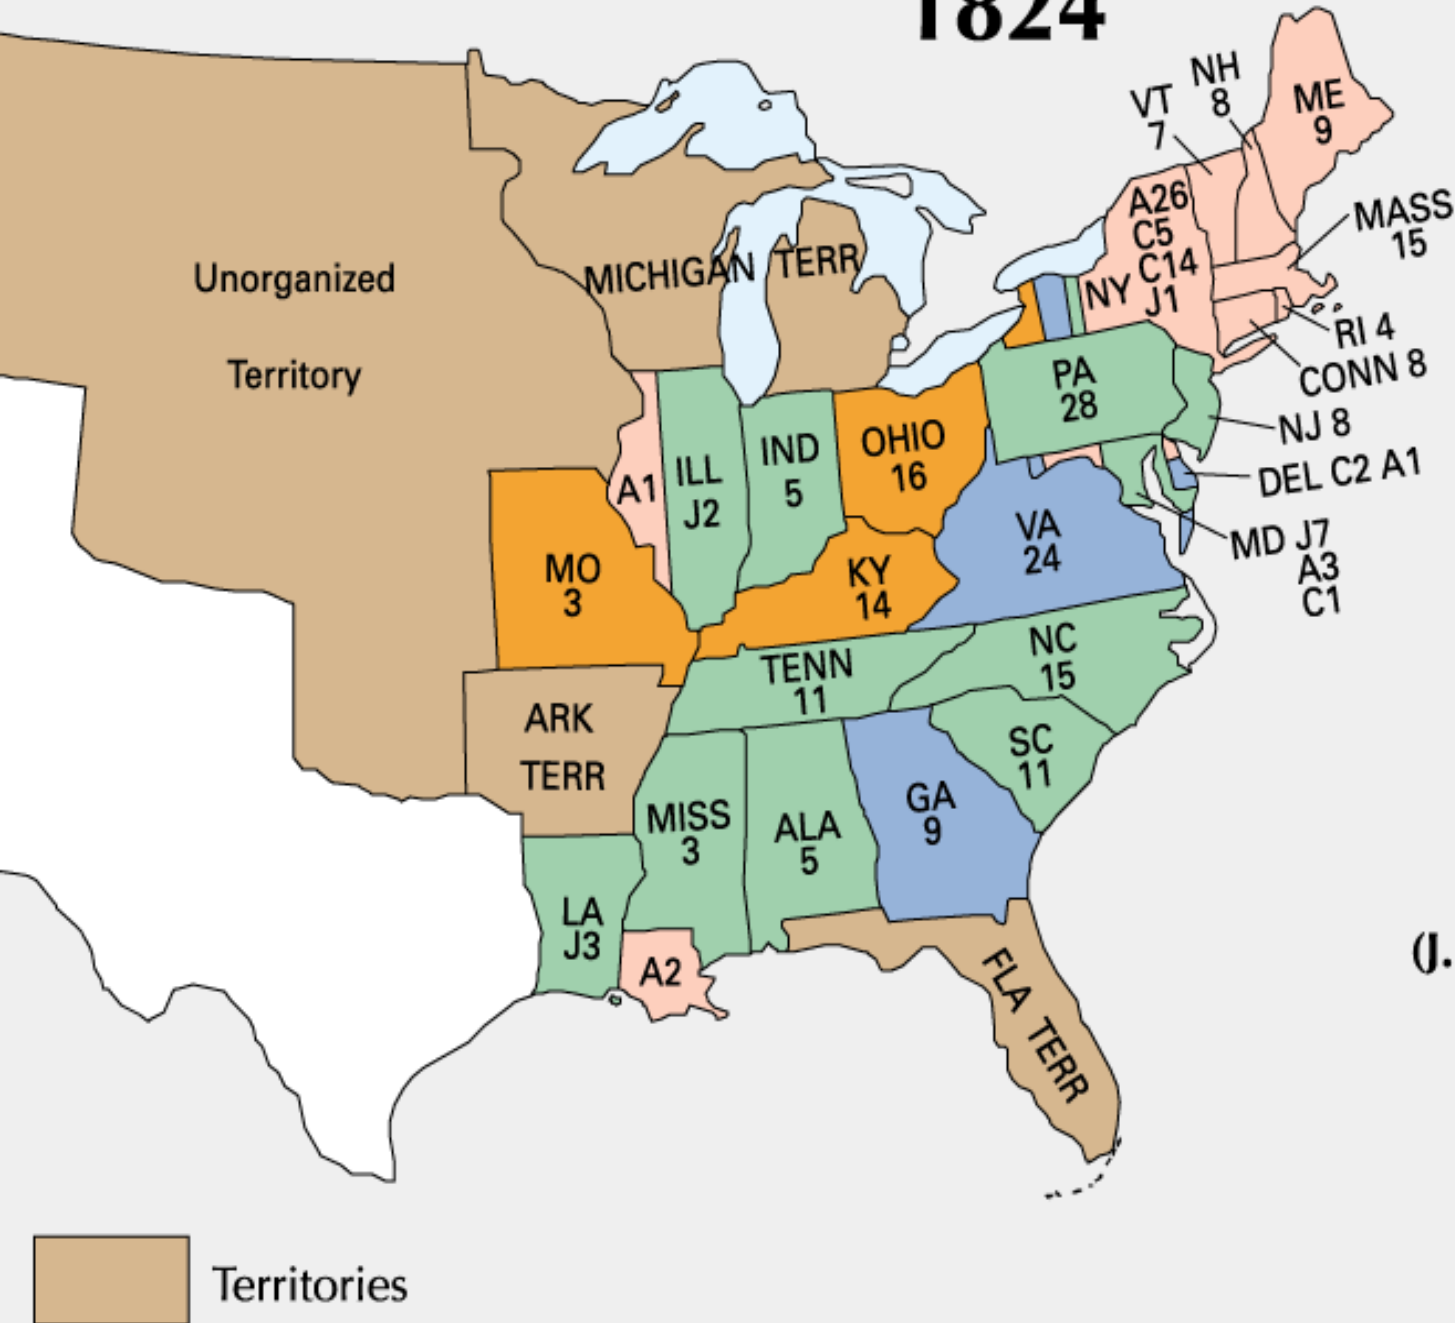 1824
NH
8
VT
7
ME
9
MASS
15
A26
C5
C14
NY J1
RI 4
CONN 8
NJ 8
DEL C2 A1
MD J7
A3
C1
Unorganized
Territory
MICHIGAN TERR
PA
28
OHIO
16
IND
5
ILL
J2
A1
MO
3
KY
14
VA
24
TENN
11
NC
15
SC
11
ARK
TERR
MISS
3
ALA
5
GA
9
LA
J3
A2
FLA TERR
(J.
Territories